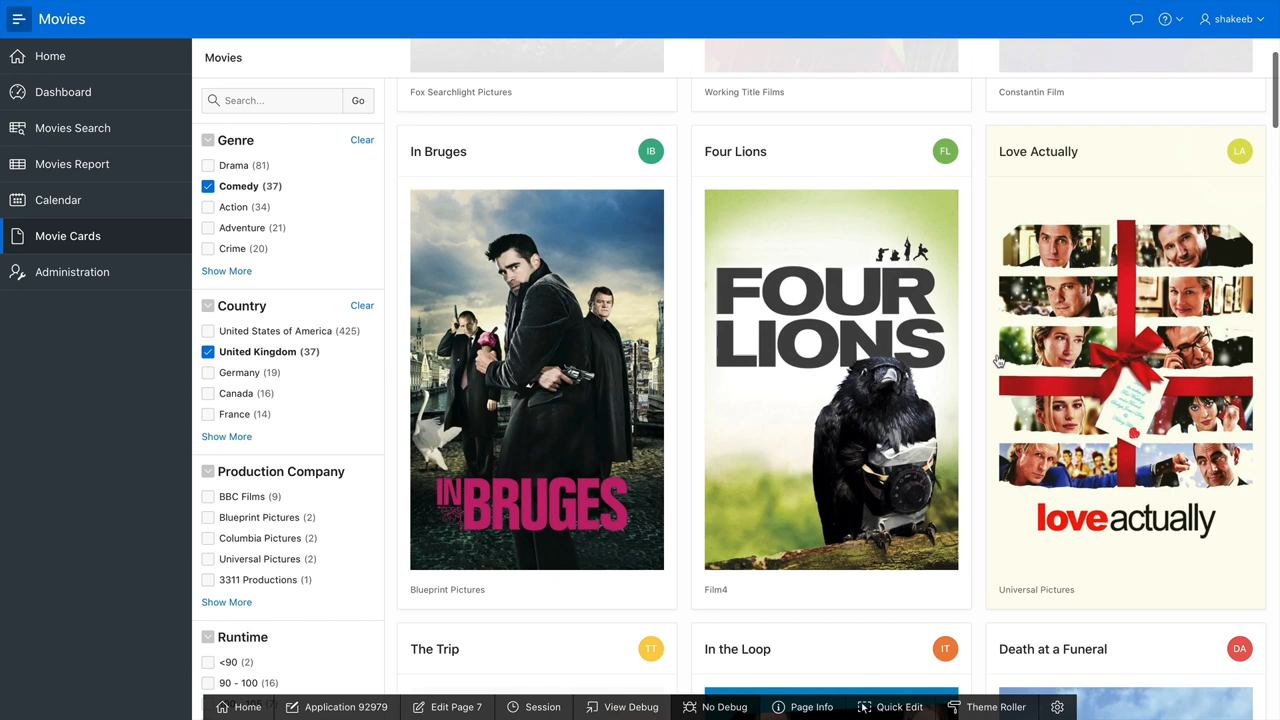 Movies
shakeeb
Home
Dashboard
Movies Search
Movies Report
Calendar
Movie Cards
Administration
Movies
Search...
Go
Genre
Clear
Drama (81)
Comedy (37)
Action (34)
Adventure (21)
Crime (20)
Show More
Country
Clear
United States of America (425)
United Kingdom (37)
Germany (19)
Canada (16)
France (14)
Show More
Production Company
BBC Films (9)
Blueprint Pictures (2)
Columbia Pictures (2)
Universal Pictures (2)
3311 Productions (1)
Show More
Runtime
<90 (2)
90 - 100 (16)
Fox Searchlight Pictures
Working Title Films
Constantin Film
In Bruges
IB
IN BRUGES
Blueprint Pictures
Four Lions
FL
FOUR
LIONS
Film4
Love Actually
LA
love actually
Universal Pictures
The Trip
TT
In the Loop
IT
Death at a Funeral
DA
Home
Application 92979
Edit Page 7
Session
View Debug
No Debug
Page Info
Quick Edit
Theme Roller